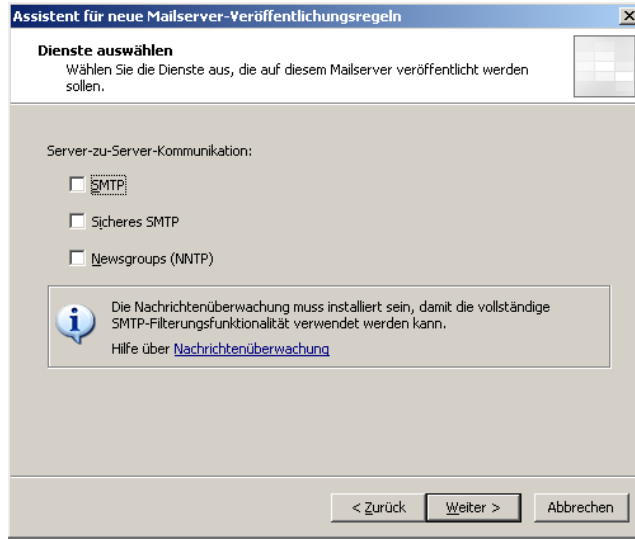 Assistent für neue Mailserver-Veröffentlichungsregeln
Dienste auswählen
Wählen Sie die Dienste aus, die auf diesem Mailserver veröffentlicht werden
sollen.
Server-zu-Server-Kommunikation:
SMTP
Sicheres SMTP
Newsgroups (NNTP)
Die Nachrichtenüberwachung muss installiert sein, damit die vollständige
SMTP-Filterungsfunktionalität verwendet werden kann.
Hilfe über Nachrichtenüberwachung
< Zurück
Weiter >
Abbrechen